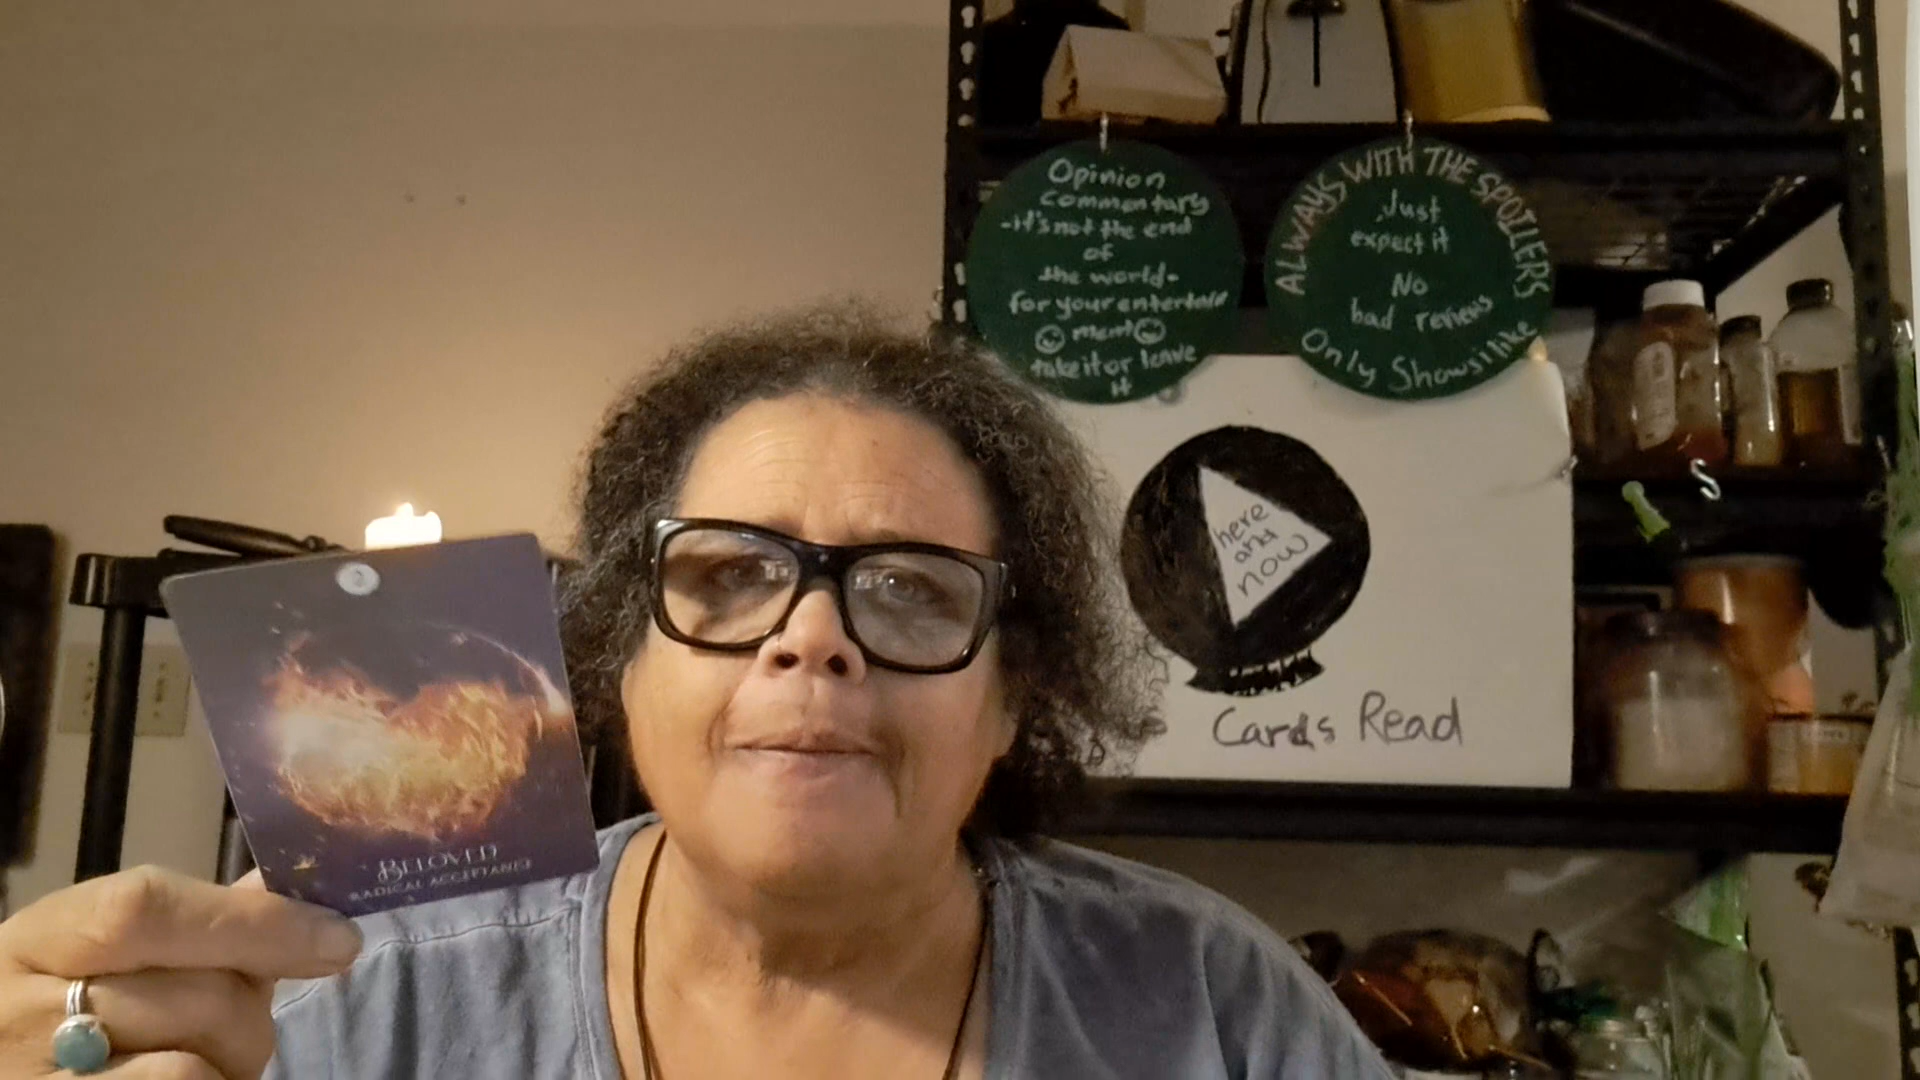 Opinion
Commentary
-it's not the end
of
the world-
for your entertain
ment
take it or leave
it
ALWAYS WITH THE SPOILERS
Just
expect it
No
bad reviews
Only Shows i like
here
and
now
Cards Read
2
BELOVED
RADICAL ACCEPTANCE